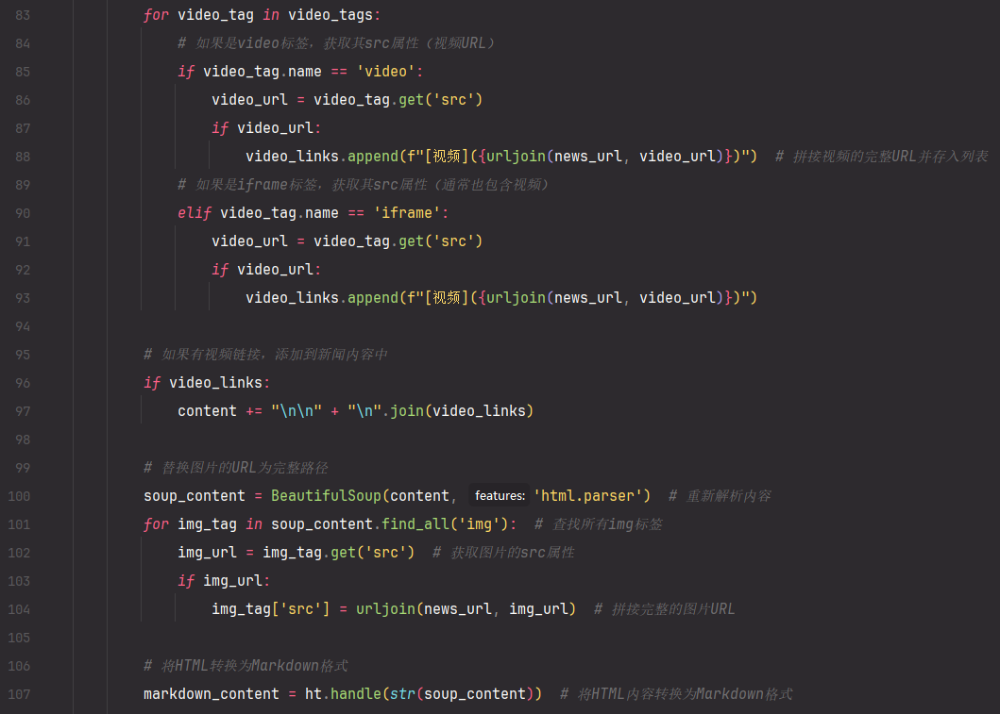 83 for video_tag in video_tags:
84 # 如果是video标签，获取其src属性（视频URL）
85 if video_tag.name == 'video':
86 video_url = video_tag.get('src')
87 if video_url:
88 video_links.append(f"[视频]({urljoin(news_url, video_url)})")  # 拼接视频的完整URL并存入列表
89 # 如果是iframe标签，获取其src属性（通常也包含视频）
90 elif video_tag.name == 'iframe':
91 video_url = video_tag.get('src')
92 if video_url:
93 video_links.append(f"[视频]({urljoin(news_url, video_url)})")
94
95 # 如果有视频链接，添加到新闻内容中
96 if video_links:
97 content += "\n\n" + "\n".join(video_links)
98
99 # 替换图片的URL为完整路径
100 soup_content = BeautifulSoup(content, features: 'html.parser')  # 重新解析内容
101 for img_tag in soup_content.find_all('img'):  # 查找所有img标签
102 img_url = img_tag.get('src')  # 获取图片的src属性
103 if img_url:
104 img_tag['src'] = urljoin(news_url, img_url)  # 拼接完整的图片URL
105
106 # 将HTML转换为Markdown格式
107 markdown_content = ht.handle(str(soup_content))  # 将HTML内容转换为Markdown格式